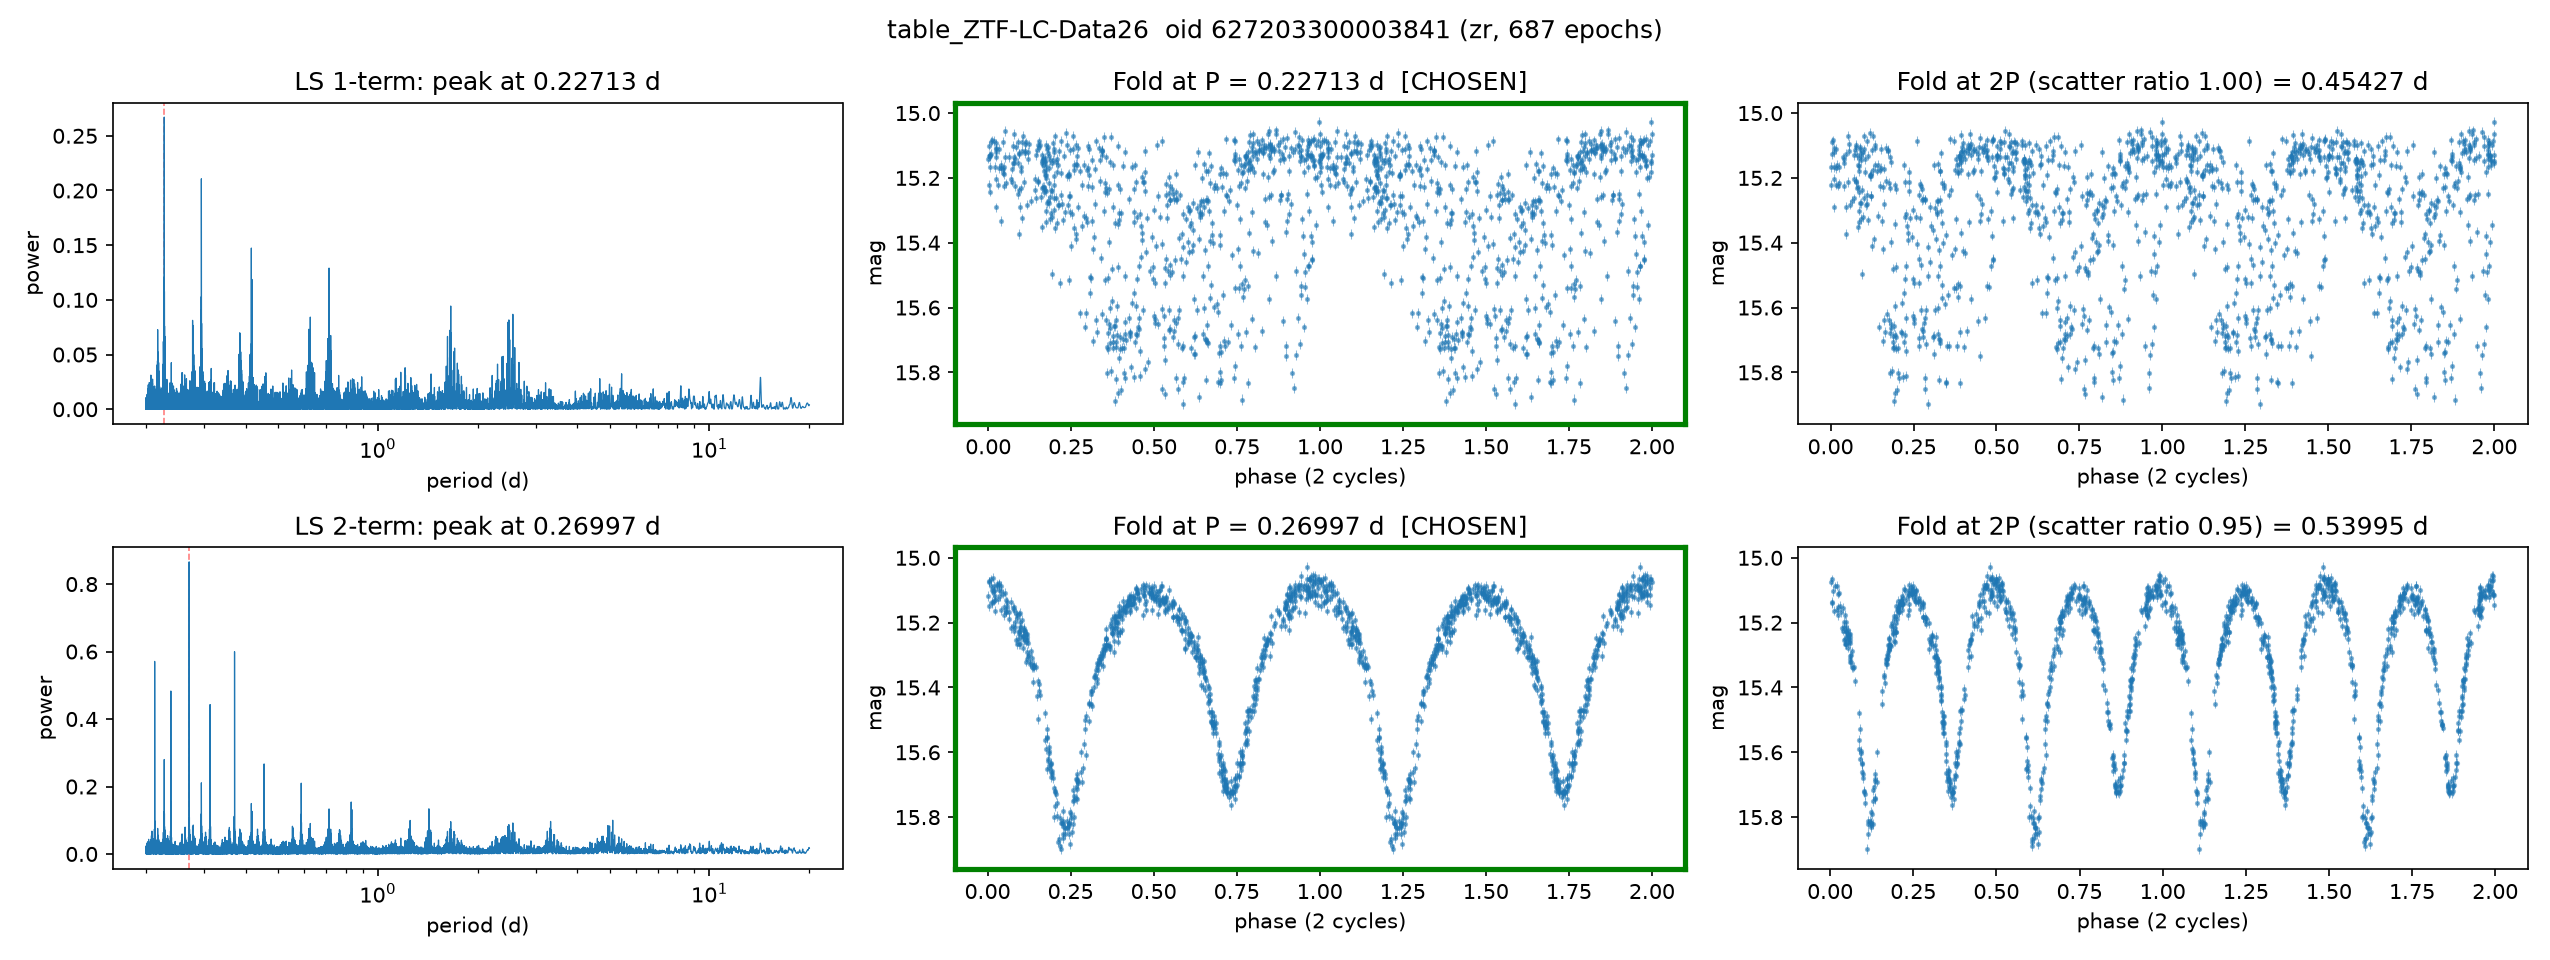 table_ZTF-LC-Data26  oid 627203300003841 (zr, 687 epochs)
LS 1-term: peak at 0.22713 d
power
0.25
0.20
0.15
0.10
0.05
0.00
10⁰
10¹
period (d)
Fold at P = 0.22713 d  [CHOSEN]
mag
15.0
15.2
15.4
15.6
15.8
0.00 0.25 0.50 0.75 1.00 1.25 1.50 1.75 2.00
phase (2 cycles)
Fold at 2P (scatter ratio 1.00) = 0.45427 d
mag
15.0
15.2
15.4
15.6
15.8
0.00 0.25 0.50 0.75 1.00 1.25 1.50 1.75 2.00
phase (2 cycles)
LS 2-term: peak at 0.26997 d
power
0.8
0.6
0.4
0.2
0.0
10⁰
10¹
period (d)
Fold at P = 0.26997 d  [CHOSEN]
mag
15.0
15.2
15.4
15.6
15.8
0.00 0.25 0.50 0.75 1.00 1.25 1.50 1.75 2.00
phase (2 cycles)
Fold at 2P (scatter ratio 0.95) = 0.53995 d
mag
15.0
15.2
15.4
15.6
15.8
0.00 0.25 0.50 0.75 1.00 1.25 1.50 1.75 2.00
phase (2 cycles)